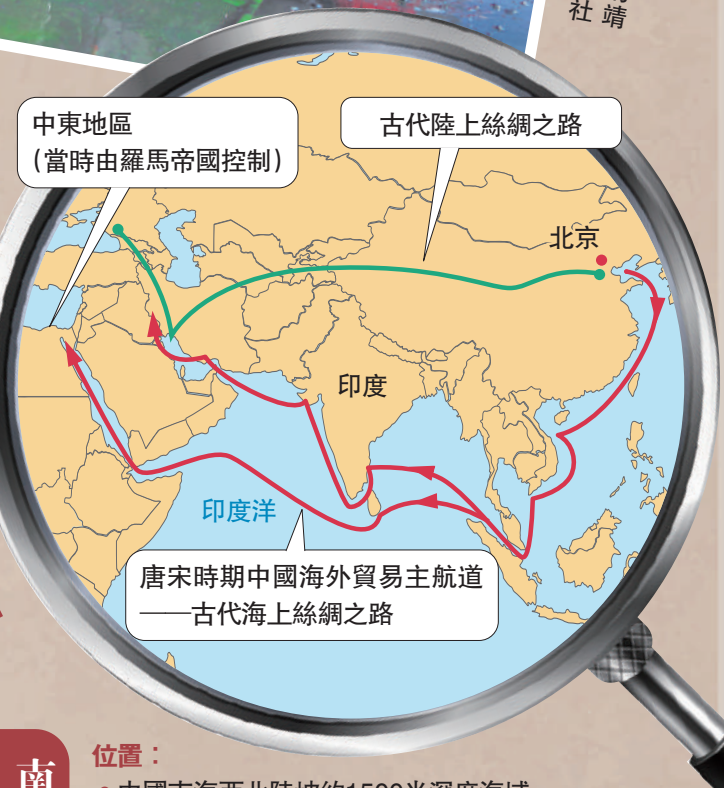 靖
社
中東地區
(當時由羅馬帝國控制)
古代陸上絲綢之路
北京
印度
印度洋
唐宋時期中國海外貿易主航道
——古代海上絲綢之路
南
位置：